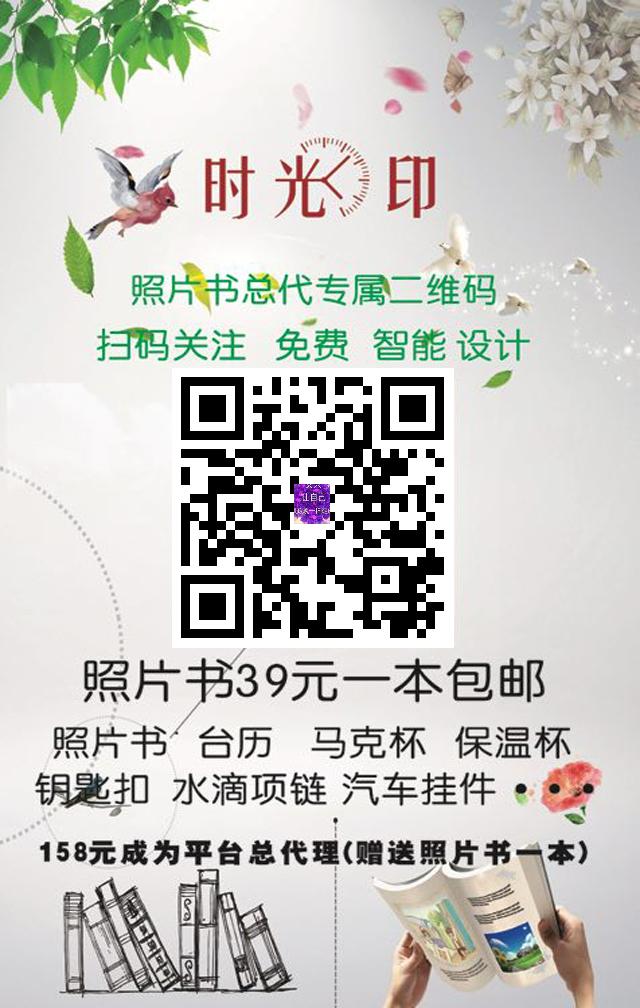 时光印
照片书总代专属二维码
扫码关注 免费 智能 设计
照片书39元一本包邮
照片书 台历 马克杯 保温杯
钥匙扣 水滴项链 汽车挂件
158元成为平台总代理(赠送照片书一本)